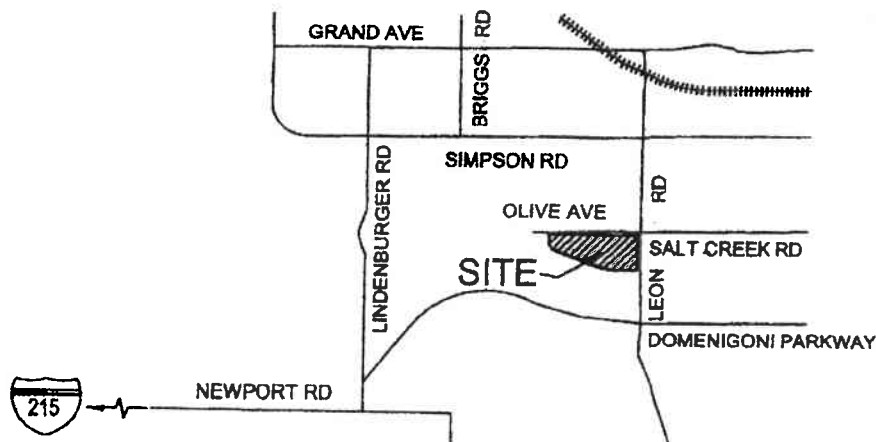 GRAND AVE
BRIGGS RD
SIMPSON RD
LINDENBURGER RD
OLIVE AVE
LEON RD
SALT CREEK RD
SITE
DOMENIGONI PARKWAY
NEWPORT RD
215